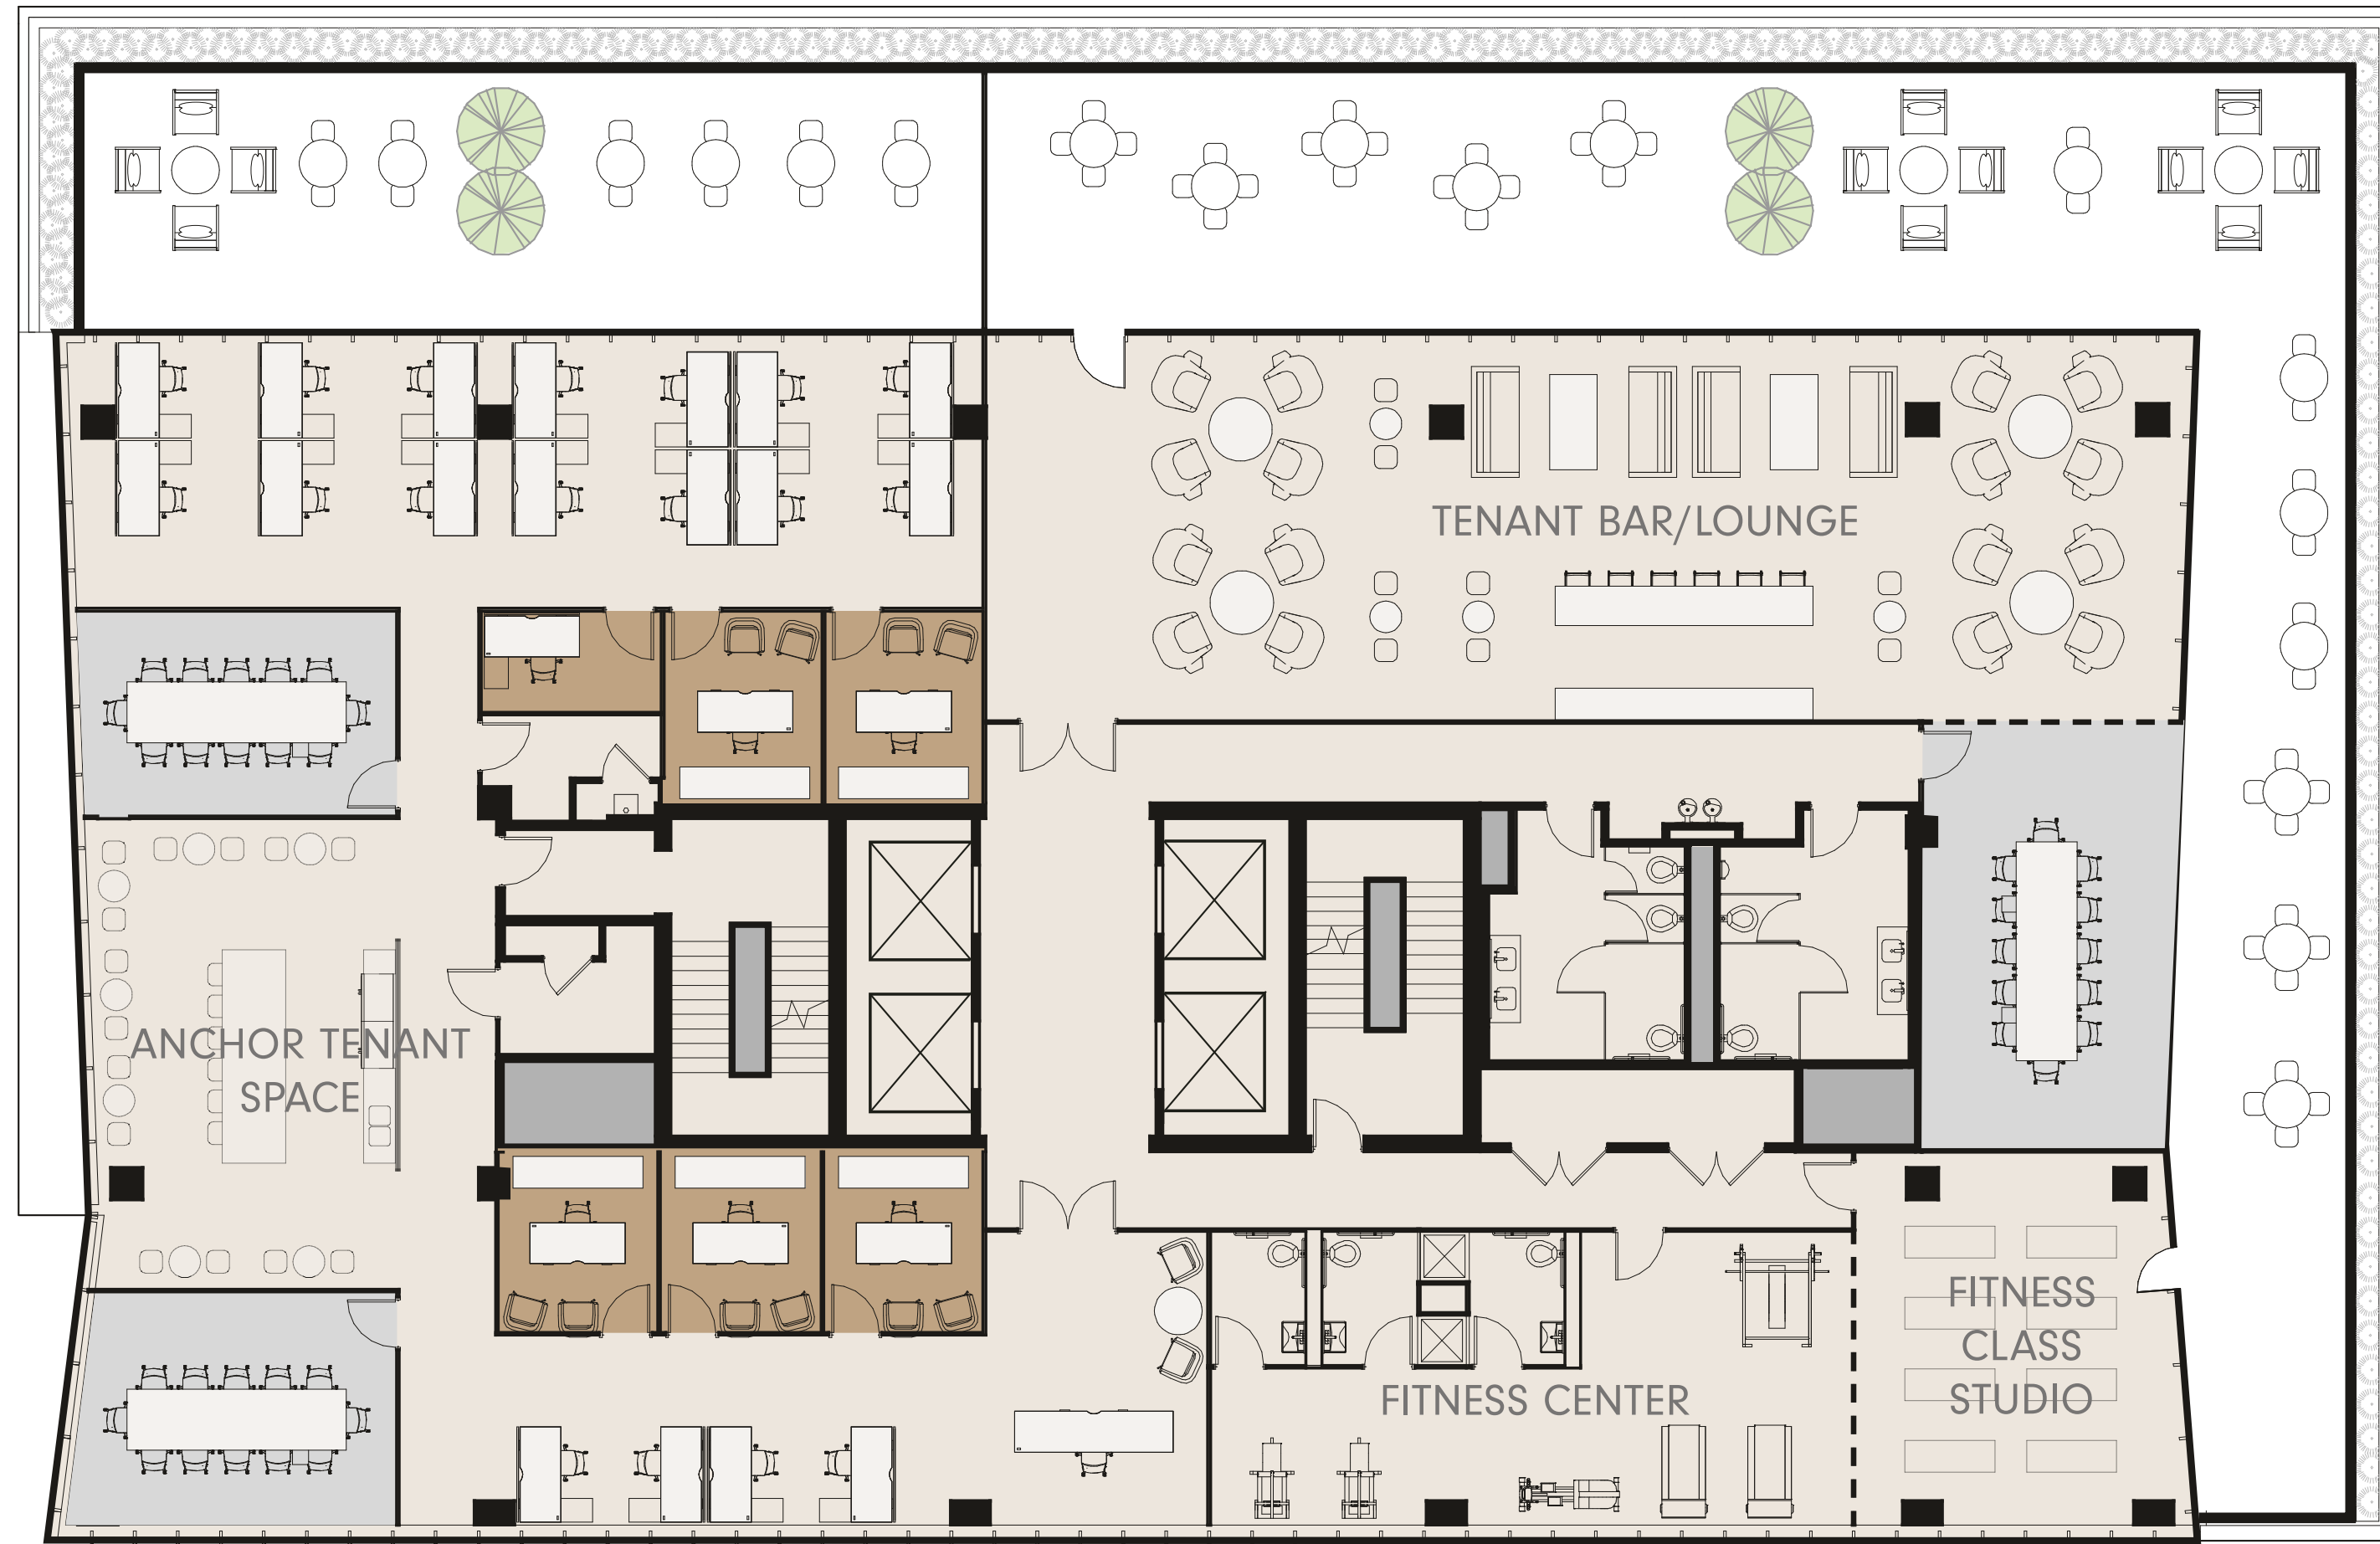 TENANT BAR/LOUNGE
ANCHOR TENANT
SPACE
FITNESS
CLASS
STUDIO
FITNESS CENTER